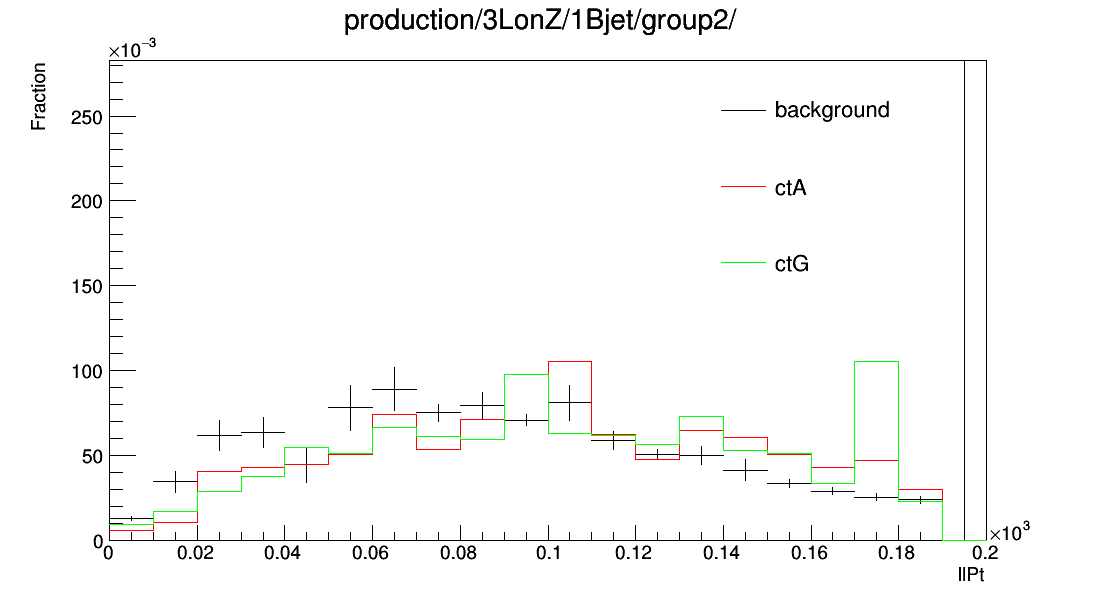 production/3LonZ/1Bjet/group2/
×10⁻³
Fraction
250
200
150
100
50
0
background
ctA
ctG
0 0.02 0.04 0.06 0.08 0.1 0.12 0.14 0.16 0.18 0.2
×10³
llPt